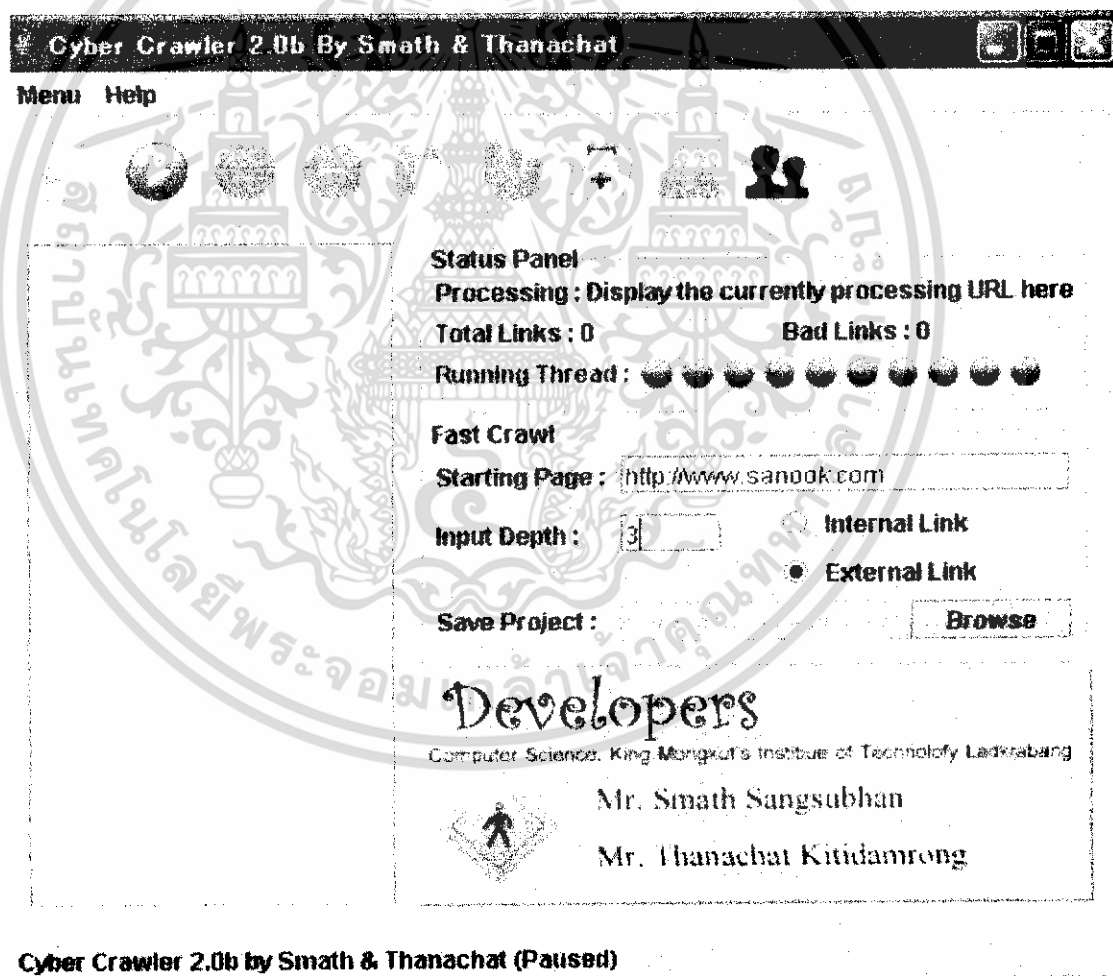 Cyber Crawler 2.0b By Smath & Thanachat
Menu Help
Status Panel
Processing : Display the currently processing URL here
Total Links : 0 Bad Links : 0
Running Thread :
Fast Crawl
Starting Page : http://www.sanook.com
Input Depth : 3 Internal Link
External Link
Save Project : Browse
Developers
Computer Science, King Mongkut's Institue of Technolofy Ladkrabang
Mr. Smath Sangsubhan
Mr. Thanachat Kitidamrong
Cyber Crawler 2.0b by Smath & Thanachat (Paused)